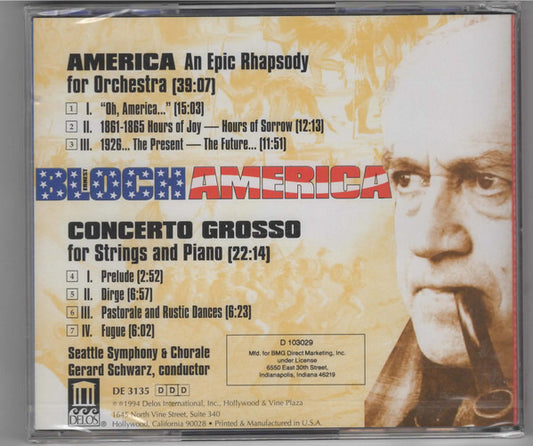 AMERICA An Epic Rhapsody
for Orchestra [39:07]
1 I. "Oh, America..." [15:03]
2 II. 1861-1865 Hours of Joy — Hours of Sorrow [12:13]
3 III. 1926... The Present — The Future... [11:51]
ERNEST BLOCH AMERICA
CONCERTO GROSSO
for Strings and Piano [22:14]
4 I. Prelude [2:52]
5 II. Dirge [6:57]
6 III. Pastorale and Rustic Dances [6:23]
7 IV. Fugue [6:02]
Seattle Symphony & Chorale
Gerard Schwarz, conductor
D 103029
Mfd. for BMG Direct Marketing, Inc.
under License
6550 East 30th Street,
Indianapolis, Indiana 46219
DE 3135 D D D
DELOS
℗©1994 Delos International, Inc., Hollywood & Vine Plaza
1645 North Vine Street, Suite 340
Hollywood, California 90028 • Printed & Manufactured in U.S.A.